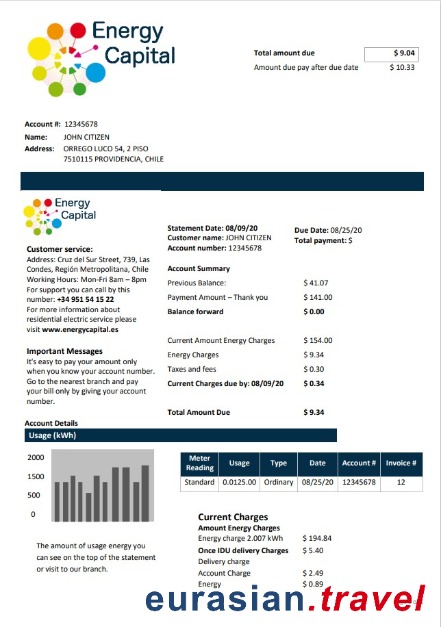 Energy
Capital
Total amount due $ 9.04
Amount due pay after due date $ 10.33
Account #: 12345678
Name: JOHN CITIZEN
Address: ORREGO LUCO 54, 2 PISO
7510115 PROVIDENCIA, CHILE
Energy
Capital
Statement Date: 08/09/20 Due Date: 08/25/20
Customer name: JOHN CITIZEN Total payment: $
Account number: 12345678
Customer service:
Address: Cruz del Sur Street, 739, Las
Condes, Región Metropolitana, Chile
Working Hours: Mon-Fri 8am – 8pm
For support you can call by this
number: +34 951 54 15 22
For more information about
residential electric service please
visit www.energycapital.es
Important Messages
It's easy to pay your amount only
when you know your account number.
Go to the nearest branch and pay
your bill only by giving your account
number.
Account Summary
Previous Balance: $ 41.07
Payment Amount – Thank you $ 141.00
Balance forward $ 0.00
Current Amount Energy Charges $ 154.00
Energy Charges $ 9.34
Taxes and fees $ 0.30
Current Charges due by: 08/09/20 $ 0.34
Total Amount Due $ 9.34
Account Details
Usage (kWh)
2000
1500
500
0
Meter Reading Usage Type Date Account # Invoice #
Standard 0.0125.00 Ordinary 08/25/20 12345678 12
The amount of usage energy you
can see on the top of the statement
or visit to our branch.
Current Charges
Amount Energy Charges
Energy charge 2.007 kWh $ 194.84
Once IDU delivery Charges $ 5.40
Delivery charge
Account Charge $ 2.49
Energy $ 0.89
eurasian.travel